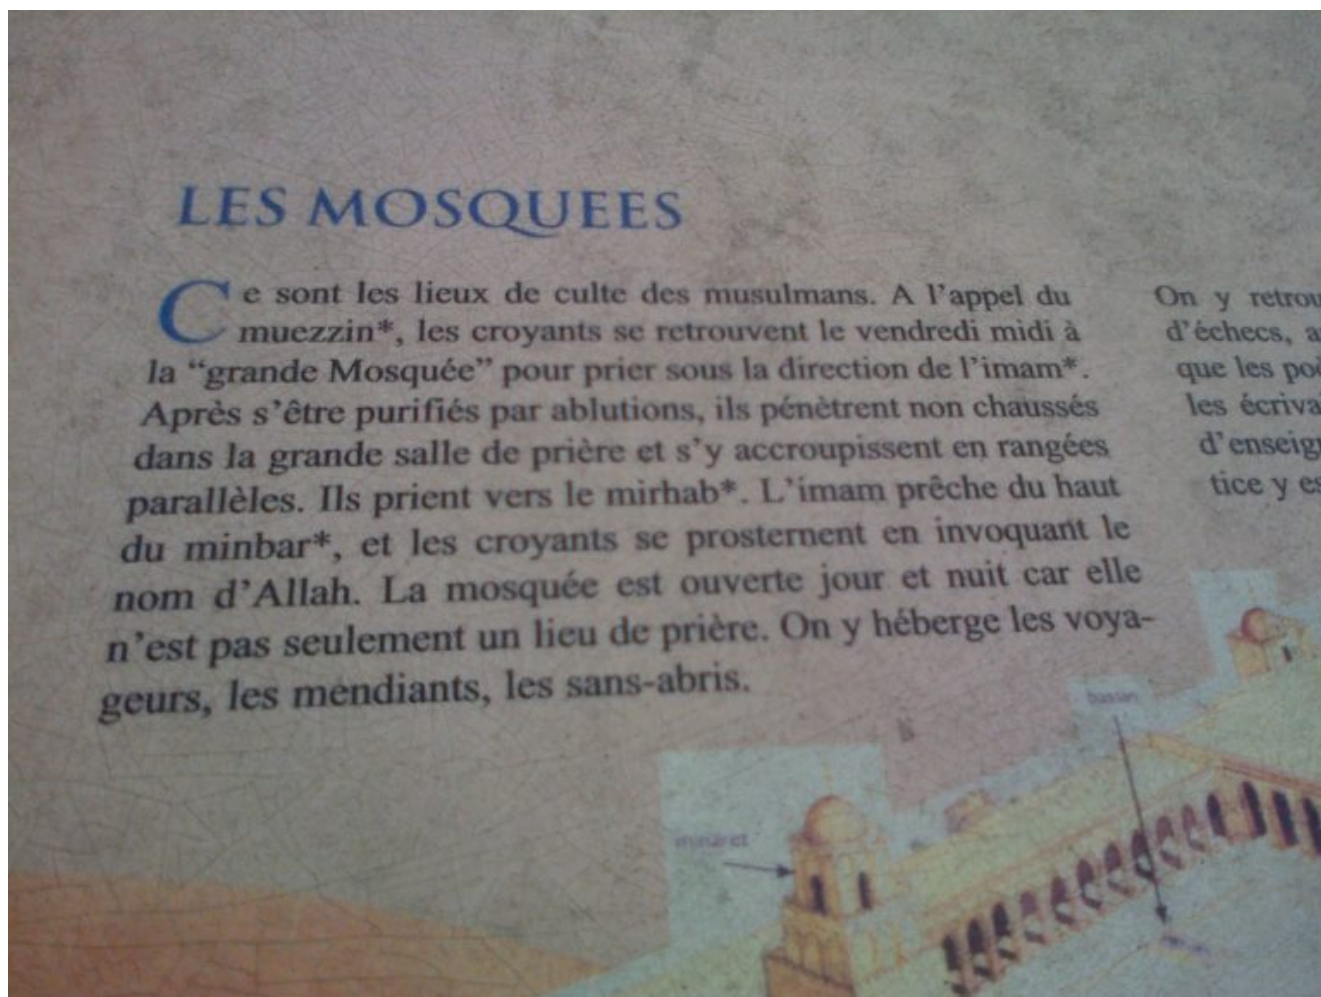 LES MOSQUEES
Ce sont les lieux de culte des musulmans. A l'appel du
muezzin*, les croyants se retrouvent le vendredi midi à
la "grande Mosquée" pour prier sous la direction de l'imam*.
Après s'être purifiés par ablutions, ils pénètrent non chaussés
dans la grande salle de prière et s'y accroupissent en rangées
parallèles. Ils prient vers le mirhab*. L'imam prêche du haut
du minbar*, et les croyants se prosternent en invoquant le
nom d'Allah. La mosquée est ouverte jour et nuit car elle
n'est pas seulement un lieu de prière. On y héberge les voya-
geurs, les mendiants, les sans-abris.
On y retrou
d'échecs, a
que les poè
les écriva
d'enseig
tice y es
bassin
minaret